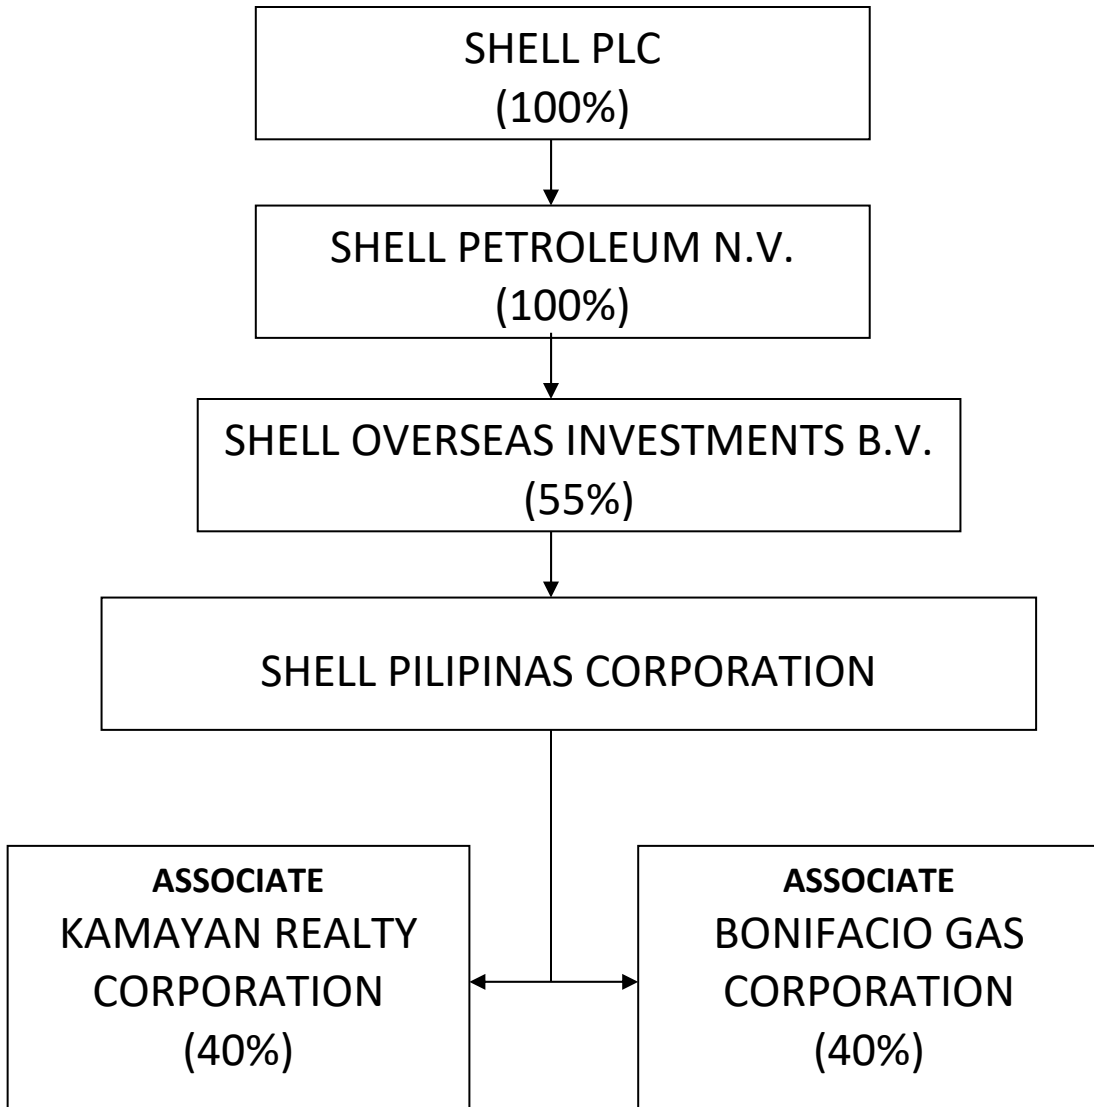 SHELL PLC
(100%)
SHELL PETROLEUM N.V.
(100%)
SHELL OVERSEAS INVESTMENTS B.V.
(55%)
SHELL PILIPINAS CORPORATION
ASSOCIATE
KAMAYAN REALTY
CORPORATION
(40%)
ASSOCIATE
BONIFACIO GAS
CORPORATION
(40%)